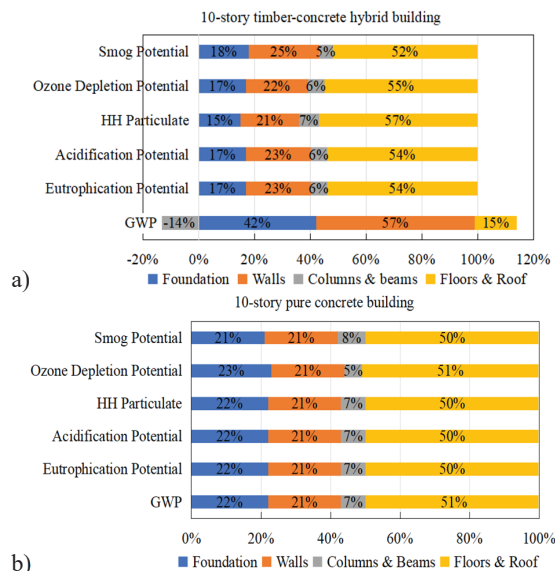 10-story timber-concrete hybrid building
Smog Potential 18% 25% 5% 52%
Ozone Depletion Potential 17% 22% 6% 55%
HH Particulate 15% 21% 7% 57%
Acidification Potential 17% 23% 6% 54%
Eutrophication Potential 17% 23% 6% 54%
GWP -14% 42% 57% 15%
-20% 0% 20% 40% 60% 80% 100% 120%
a) Foundation Walls Columns & beams Floors & Roof
10-story pure concrete building
Smog Potential 21% 21% 8% 50%
Ozone Depletion Potential 23% 21% 5% 51%
HH Particulate 22% 21% 7% 50%
Acidification Potential 22% 21% 7% 50%
Eutrophication Potential 22% 21% 7% 50%
GWP 22% 21% 7% 51%
0% 20% 40% 60% 80% 100%
b) Foundation Walls Columns & Beams Floors & Roof